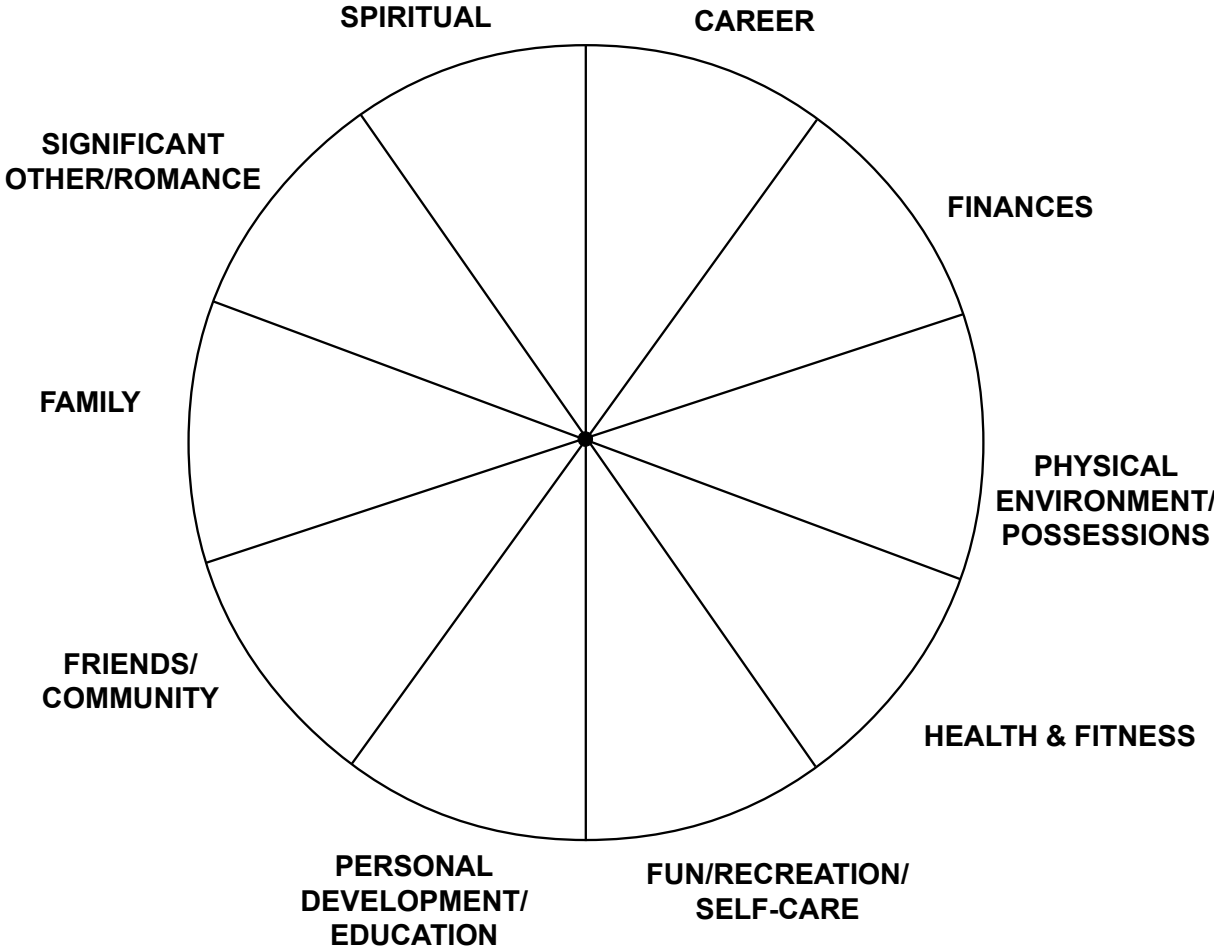 SPIRITUAL
CAREER
SIGNIFICANT
OTHER/ROMANCE
FINANCES
FAMILY
PHYSICAL
ENVIRONMENT/
POSSESSIONS
FRIENDS/
COMMUNITY
HEALTH & FITNESS
PERSONAL
DEVELOPMENT/
EDUCATION
FUN/RECREATION/
SELF-CARE